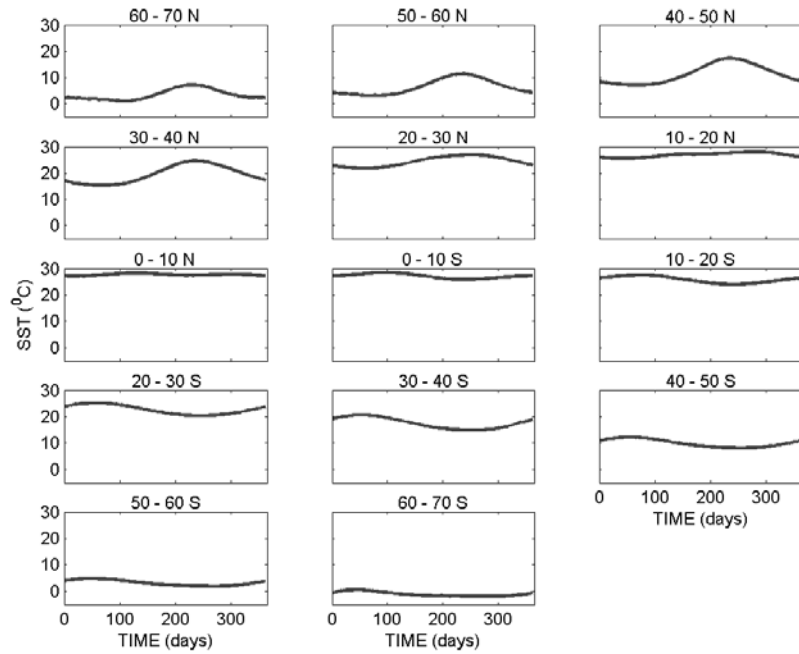 60 - 70 N
50 - 60 N
40 - 50 N
30
20
10
0
30 - 40 N
20 - 30 N
10 - 20 N
30
20
10
0
0 - 10 N
0 - 10 S
10 - 20 S
SST (⁰C)
30
20
10
0
20 - 30 S
30 - 40 S
40 - 50 S
30
20
10
0
0 100 200 300
TIME (days)
50 - 60 S
60 - 70 S
30
20
10
0
0 100 200 300
0 100 200 300
TIME (days)
TIME (days)